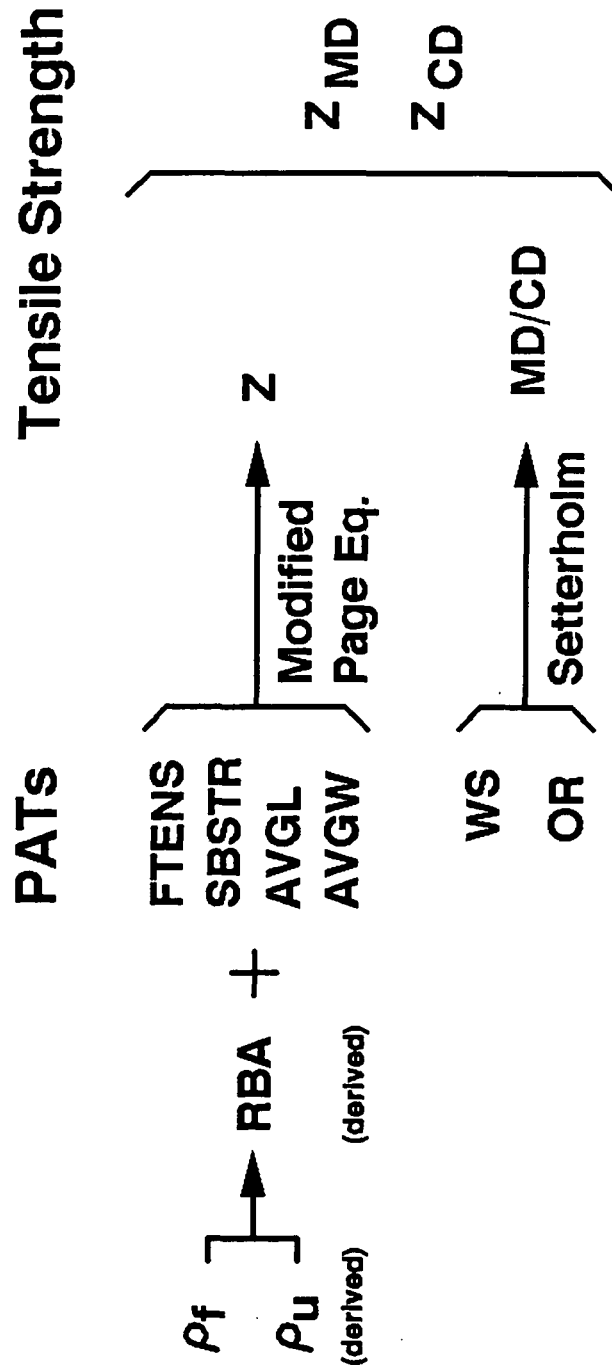 Tensile Strength
PATs
ρf
ρu
(derived)
RBA
(derived)
+
FTENS
SBSTR
AVGL
AVGW
Modified
Page Eq.
Z
WS
OR
Setterholm
MD/CD
Z MD
Z CD